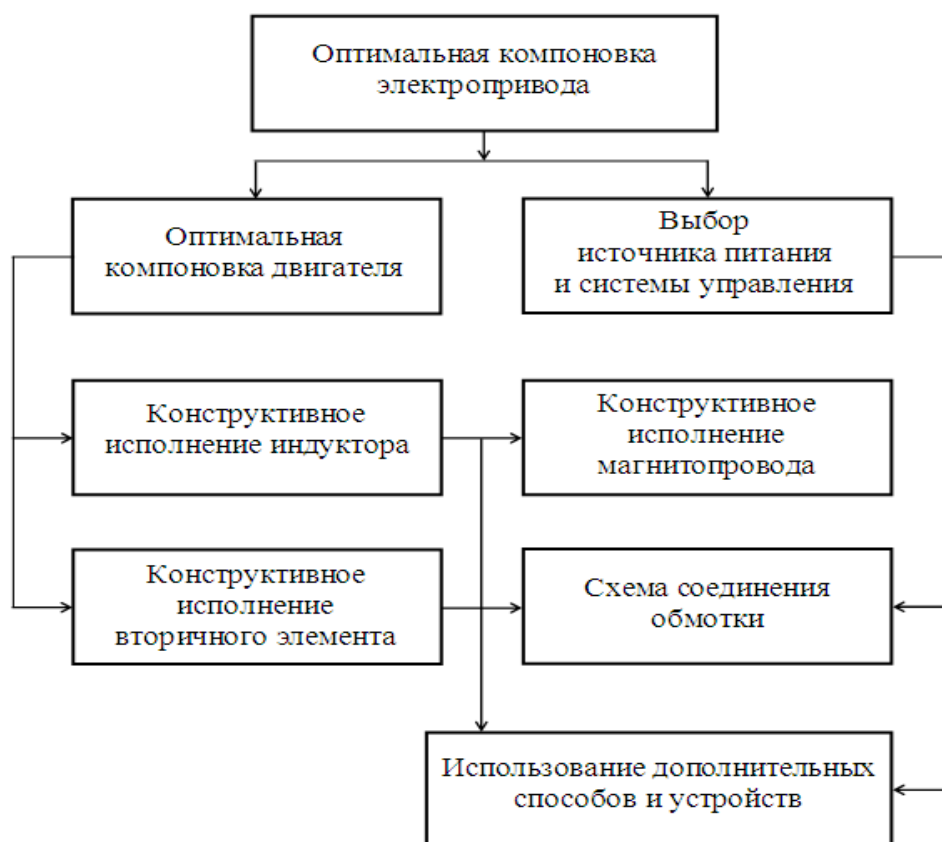 Оптимальная компоновка
электропривода
Оптимальная
компоновка двигателя
Выбор
источника питания
и системы управления
Конструктивное
исполнение индуктора
Конструктивное
исполнение
магнитопровода
Конструктивное
исполнение
вторичного элемента
Схема соединения
обмотки
Использование дополнительных
способов и устройств